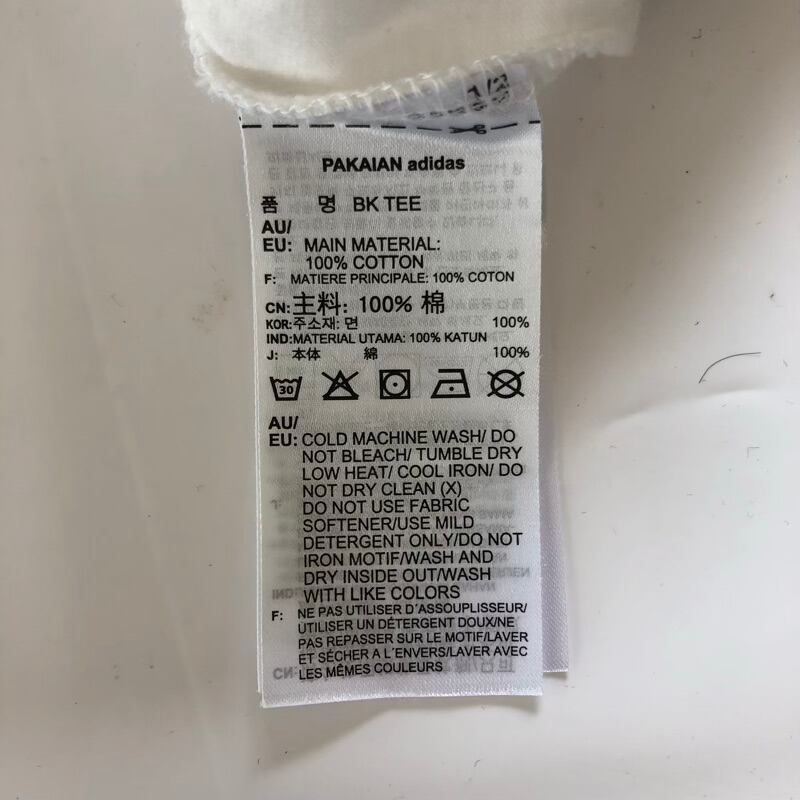 1/2
PAKAIAN adidas
품 명 BK TEE
AU/
EU: MAIN MATERIAL:
100% COTTON
F: MATIERE PRINCIPALE: 100% COTON
CN:主料: 100% 棉
KOR:주소재: 면 100%
IND:MATERIAL UTAMA: 100% KATUN
J: 本体 綿 100%
30
AU/
EU: COLD MACHINE WASH/ DO
NOT BLEACH/ TUMBLE DRY
LOW HEAT/ COOL IRON/ DO
NOT DRY CLEAN (X)
DO NOT USE FABRIC
SOFTENER/USE MILD
DETERGENT ONLY/DO NOT
IRON MOTIF/WASH AND
DRY INSIDE OUT/WASH
WITH LIKE COLORS
F: NE PAS UTILISER D´ASSOUPLISSEUR/
UTILISER UN DÉTERGENT DOUX/NE
PAS REPASSER SUR LE MOTIF/LAVER
ET SÉCHER A L´ENVERS/LAVER AVEC
LES MÊMES COULEURS